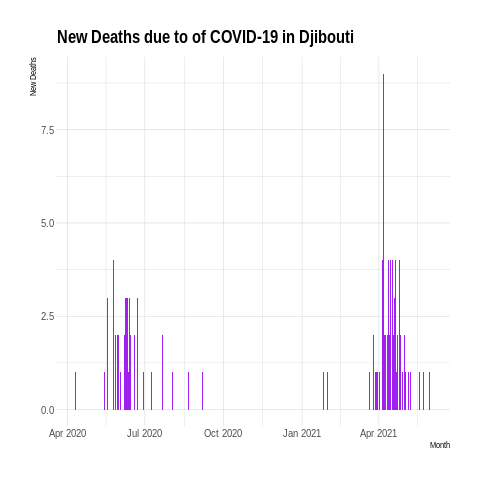 New Deaths due to of COVID-19 in Djibouti
New Deaths
7.5
5.0
2.5
0.0
Apr 2020 Jul 2020 Oct 2020 Jan 2021 Apr 2021
Month